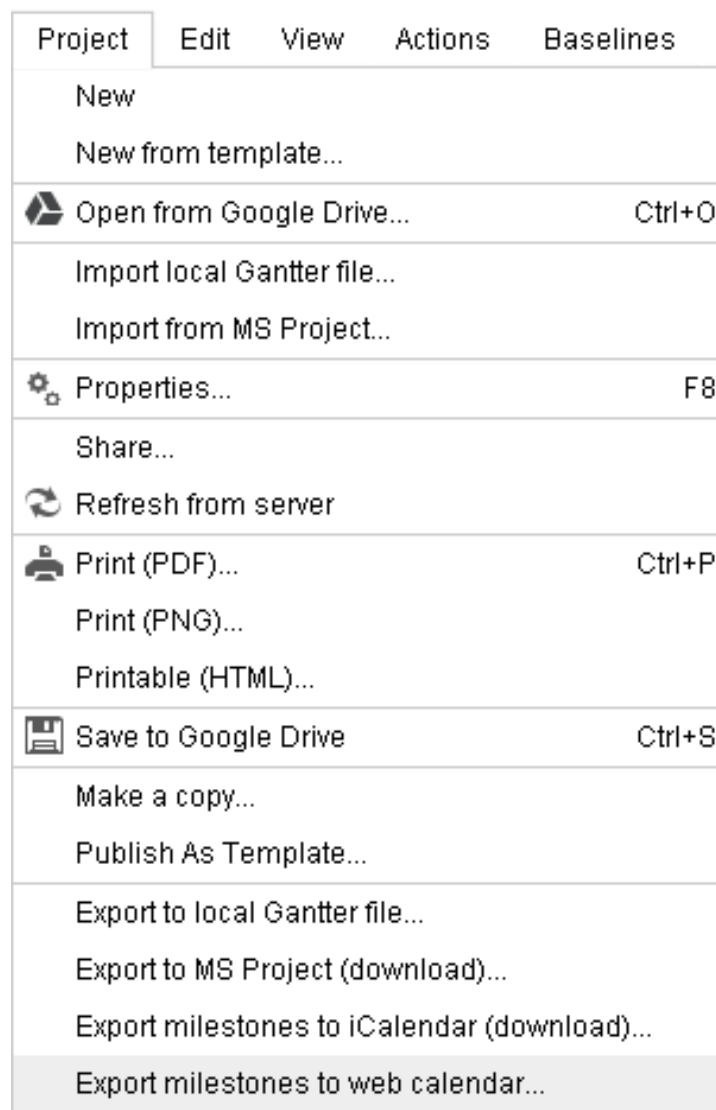 Project Edit View Actions Baselines
New
New from template...
Open from Google Drive... Ctrl+O
Import local Gantter file...
Import from MS Project...
Properties... F8
Share...
Refresh from server
Print (PDF)... Ctrl+P
Print (PNG)...
Printable (HTML)...
Save to Google Drive Ctrl+S
Make a copy...
Publish As Template...
Export to local Gantter file...
Export to MS Project (download)...
Export milestones to iCalendar (download)...
Export milestones to web calendar...